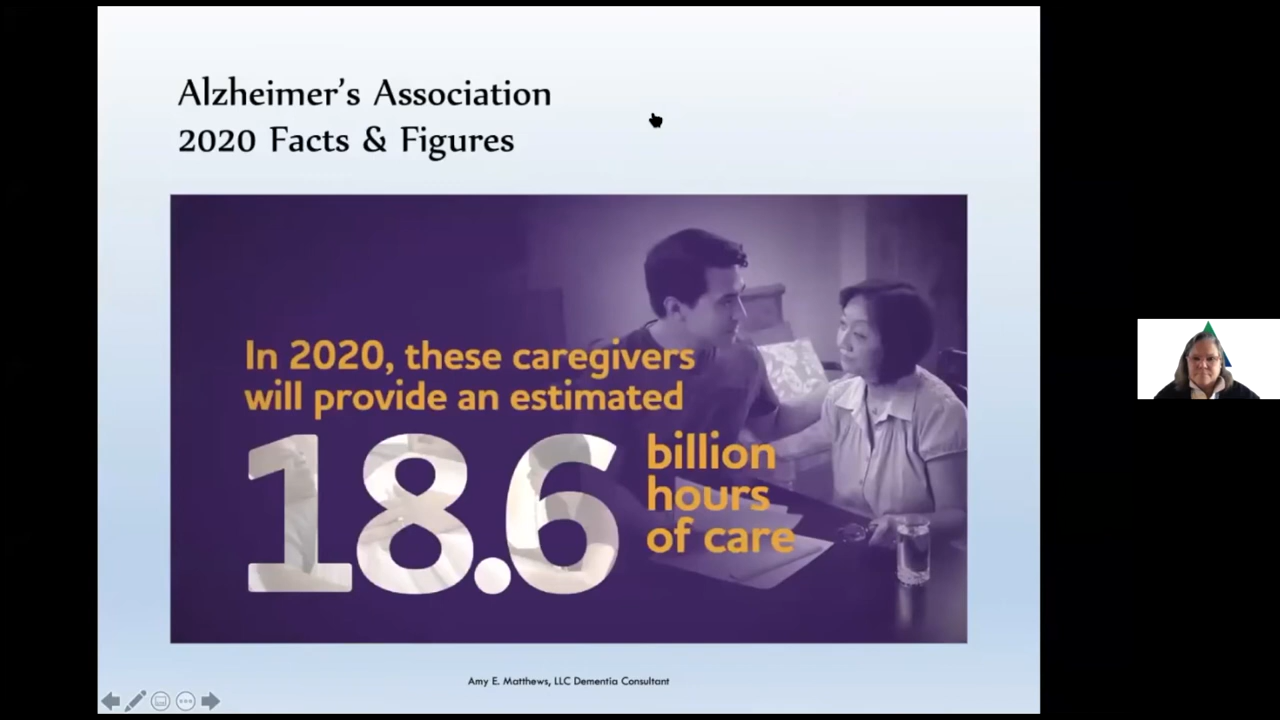 Alzheimer's Association
2020 Facts & Figures
In 2020, these caregivers
will provide an estimated
18.6
billion
hours
of care
Amy E. Matthews, LLC Dementia Consultant